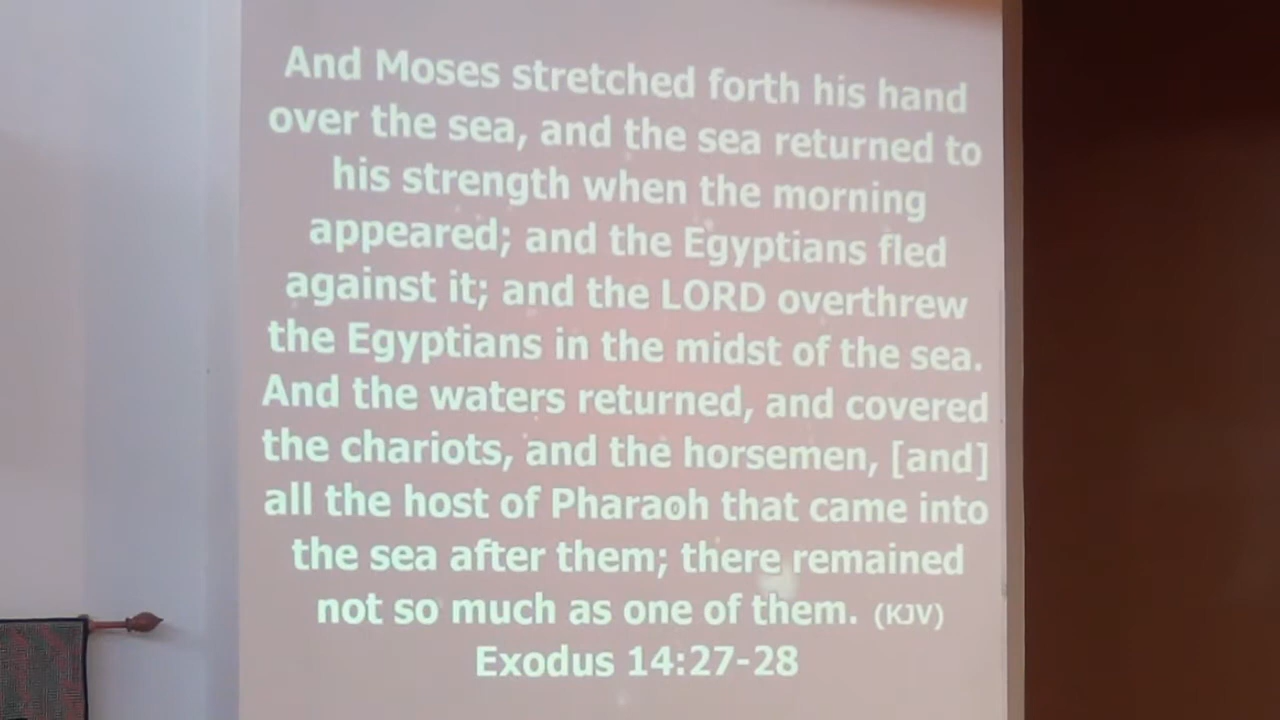 And Moses stretched forth his hand
over the sea, and the sea returned to
his strength when the morning
appeared; and the Egyptians fled
against it; and the LORD overthrew
the Egyptians in the midst of the sea.
And the waters returned, and covered
the chariots, and the horsemen, [and]
all the host of Pharaoh that came into
the sea after them; there remained
not so much as one of them. (KJV)
Exodus 14:27-28